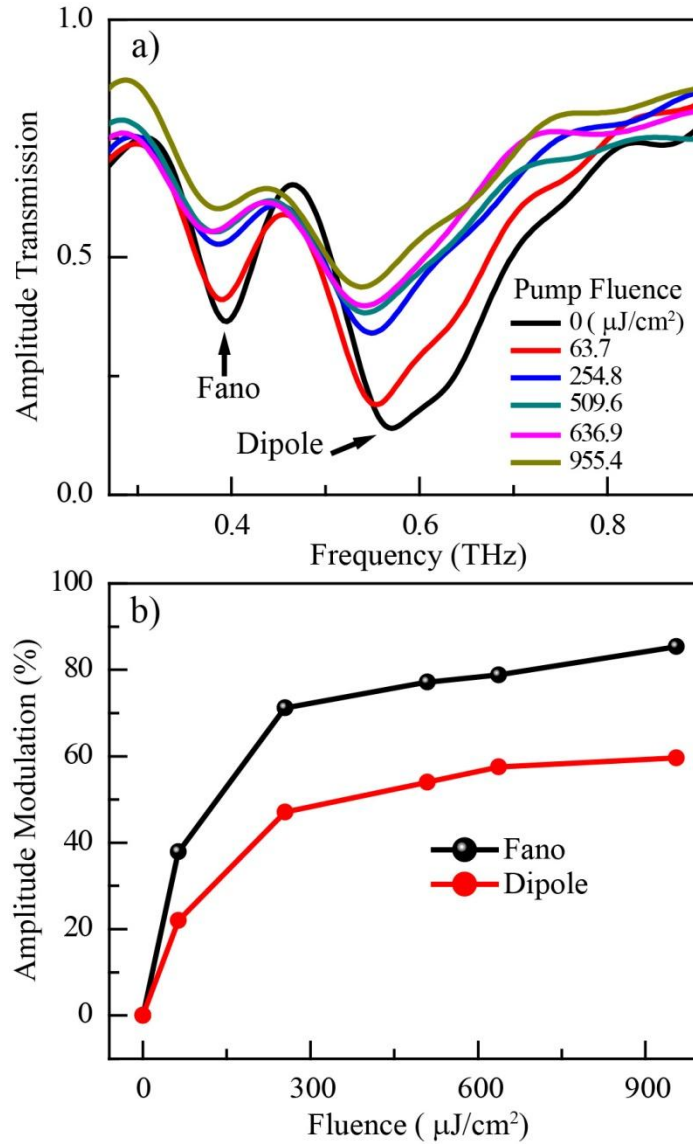 a)
1.0
0.5
0.0
Amplitude Transmission
Fano
Dipole
Pump Fluence
0 ( μJ/cm²)
63.7
254.8
509.6
636.9
955.4
0.4 0.6 0.8
Frequency (THz)
b)
100
80
60
40
20
0
Amplitude Modulation (%)
Fano
Dipole
0 300 600 900
Fluence ( μJ/cm²)